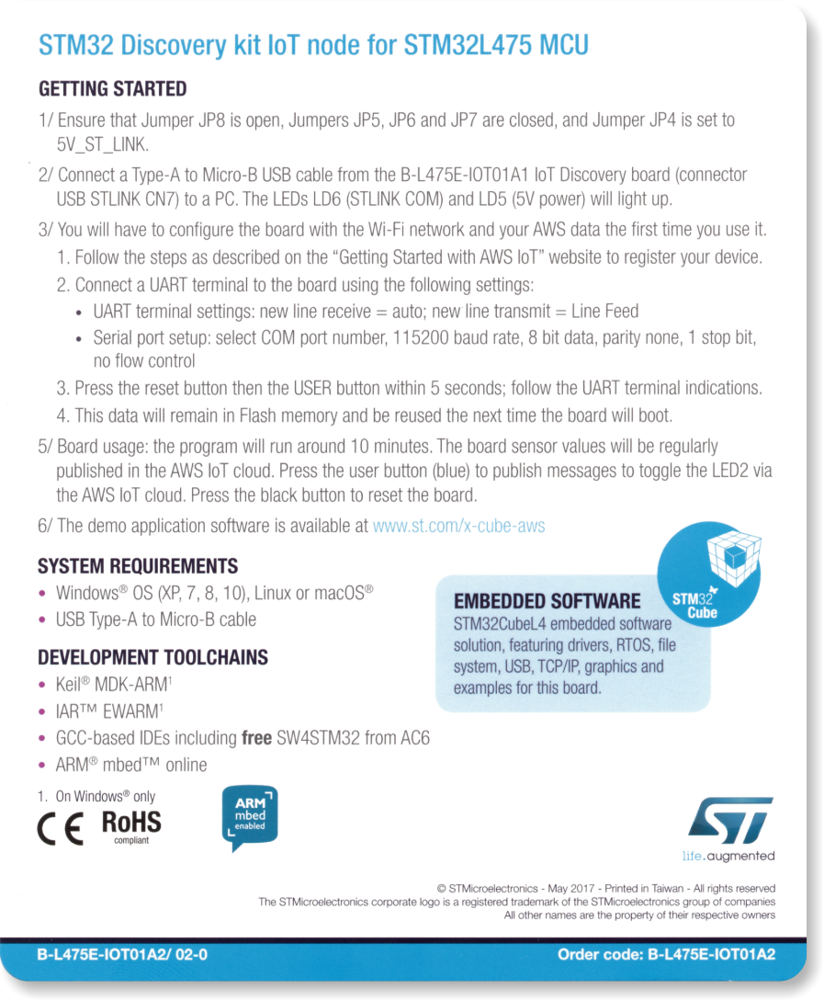 STM32 Discovery kit IoT node for STM32L475 MCU
GETTING STARTED
1/ Ensure that Jumper JP8 is open, Jumpers JP5, JP6 and JP7 are closed, and Jumper JP4 is set to
5V_ST_LINK.
2/ Connect a Type-A to Micro-B USB cable from the B-L475E-IOT01A1 IoT Discovery board (connector
USB STLINK CN7) to a PC. The LEDs LD6 (STLINK COM) and LD5 (5V power) will light up.
3/ You will have to configure the board with the Wi-Fi network and your AWS data the first time you use it.
1. Follow the steps as described on the “Getting Started with AWS IoT” website to register your device.
2. Connect a UART terminal to the board using the following settings:
• UART terminal settings: new line receive = auto; new line transmit = Line Feed
• Serial port setup: select COM port number, 115200 baud rate, 8 bit data, parity none, 1 stop bit,
no flow control
3. Press the reset button then the USER button within 5 seconds; follow the UART terminal indications.
4. This data will remain in Flash memory and be reused the next time the board will boot.
5/ Board usage: the program will run around 10 minutes. The board sensor values will be regularly
published in the AWS IoT cloud. Press the user button (blue) to publish messages to toggle the LED2 via
the AWS IoT cloud. Press the black button to reset the board.
6/ The demo application software is available at www.st.com/x-cube-aws
SYSTEM REQUIREMENTS
• Windows® OS (XP, 7, 8, 10), Linux or macOS®
• USB Type-A to Micro-B cable
DEVELOPMENT TOOLCHAINS
• Keil® MDK-ARM¹
• IAR™ EWARM¹
• GCC-based IDEs including free SW4STM32 from AC6
• ARM® mbed™ online
1. On Windows® only
STM32
Cube
EMBEDDED SOFTWARE
STM32CubeL4 embedded software
solution, featuring drivers, RTOS, file
system, USB, TCP/IP, graphics and
examples for this board.
CE
RoHS
compliant
ARM
mbed
enabled
ST
life.augmented
© STMicroelectronics - May 2017 - Printed in Taiwan - All rights reserved
The STMicroelectronics corporate logo is a registered trademark of the STMicroelectronics group of companies
All other names are the property of their respective owners
B-L475E-IOT01A2/ 02-0
Order code: B-L475E-IOT01A2